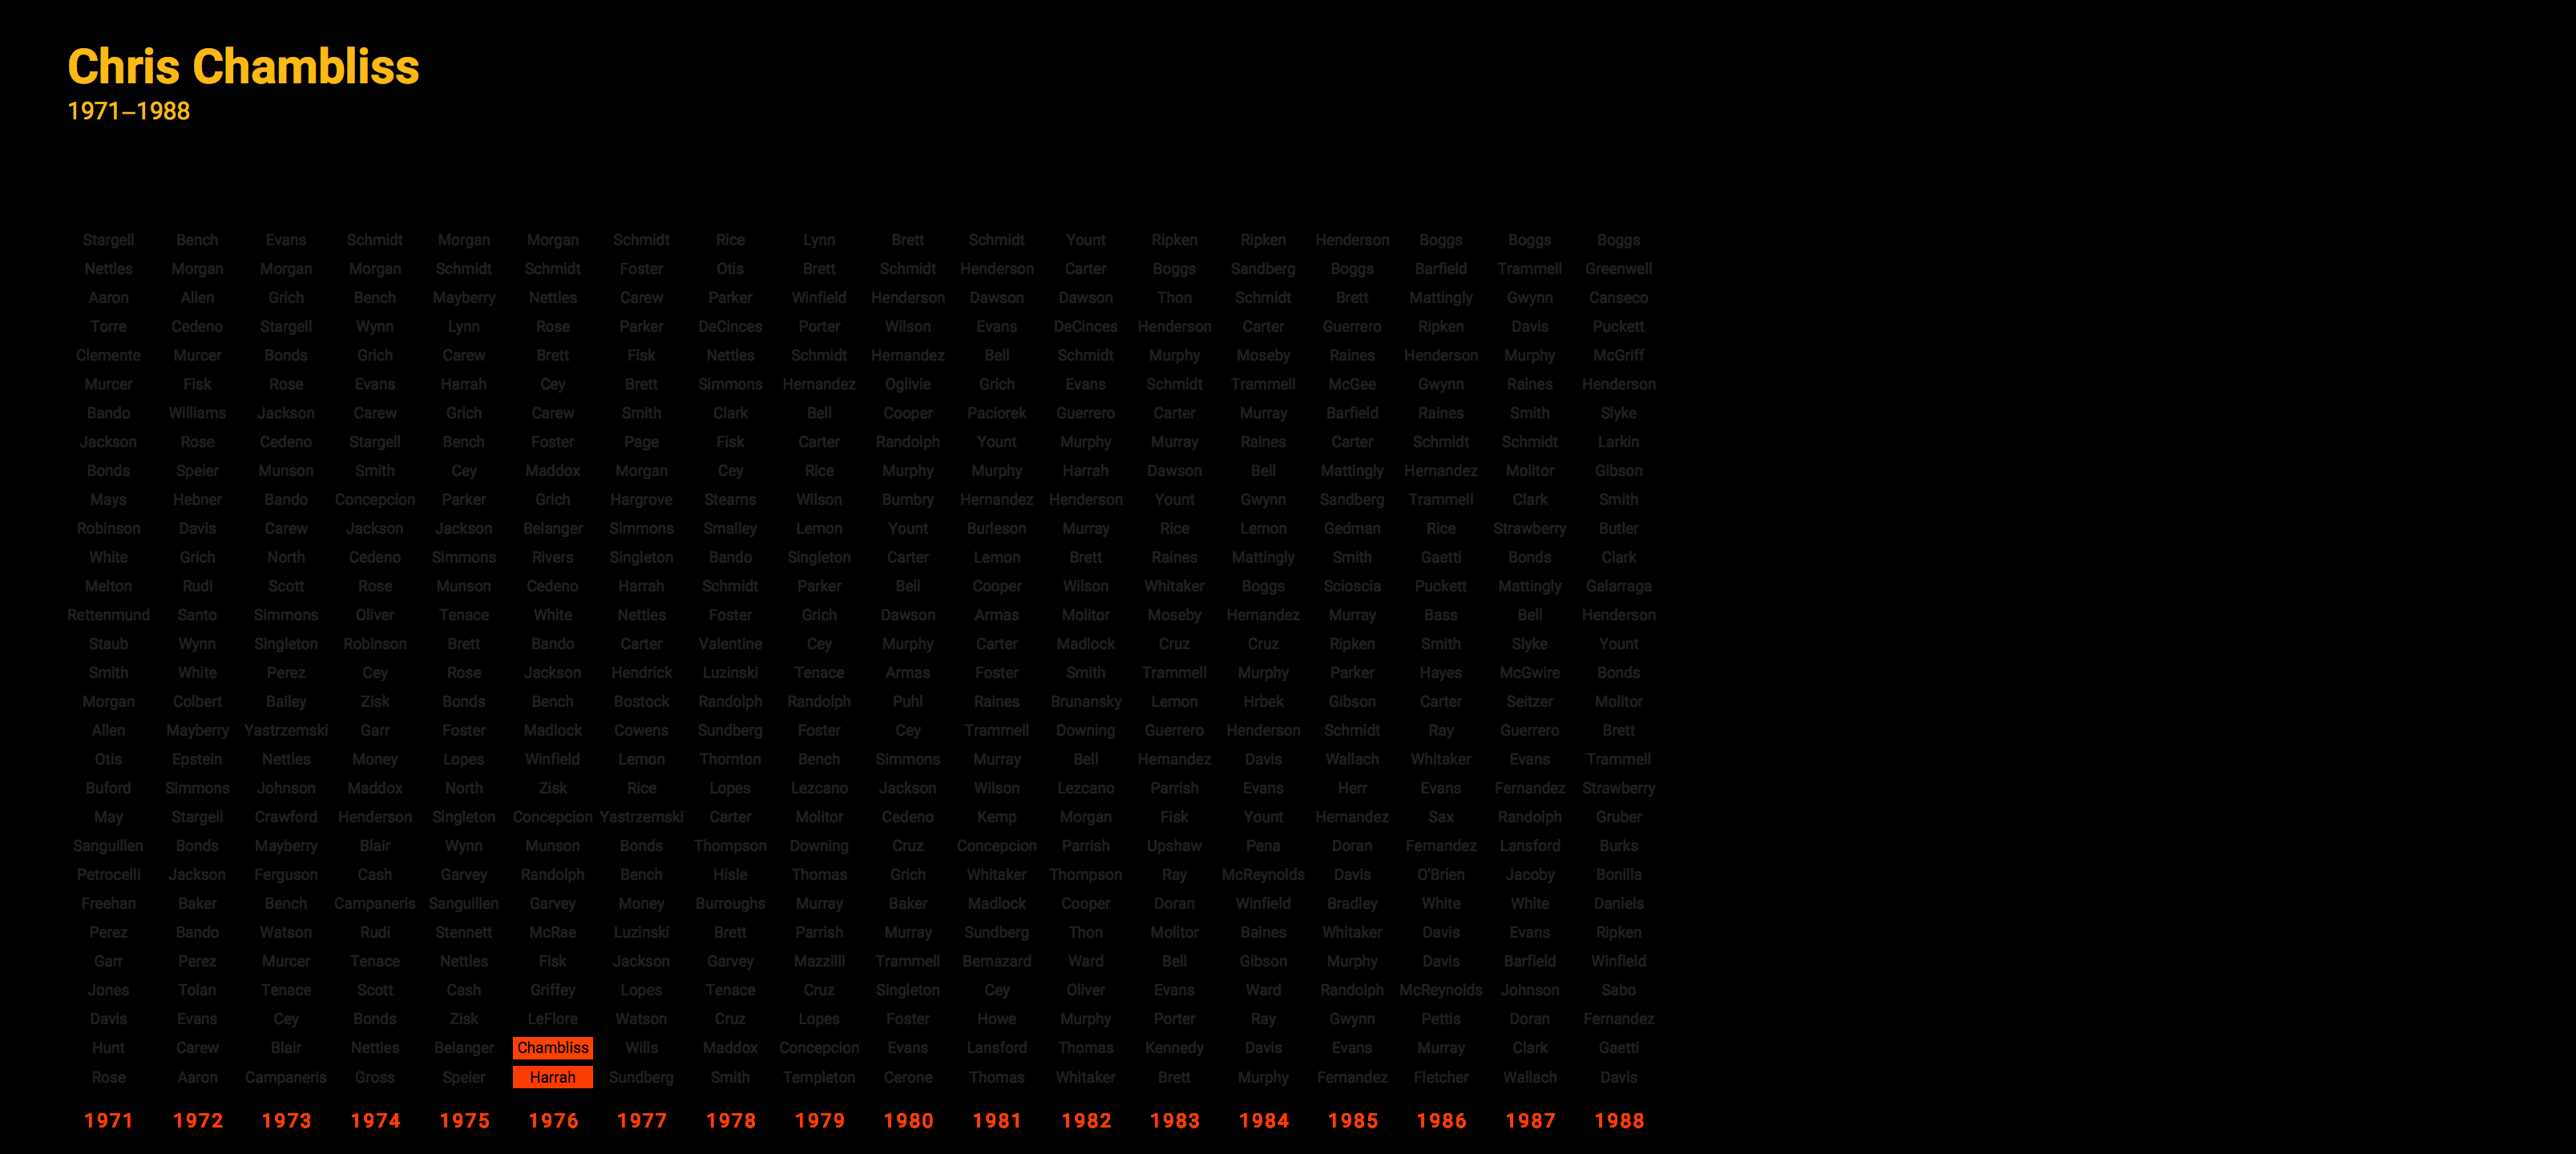 Chris Chambliss
1971–1988
Stargell Bench Evans Schmidt Morgan Morgan Schmidt Rice Lynn Brett Schmidt Yount Ripken Ripken Henderson Boggs Boggs Boggs
Nettles Morgan Morgan Morgan Schmidt Schmidt Foster Otis Brett Schmidt Henderson Carter Boggs Sandberg Boggs Barfield Trammell Greenwell
Aaron Allen Grich Bench Mayberry Nettles Carew Parker Winfield Henderson Dawson Dawson Thon Schmidt Brett Mattingly Gwynn Canseco
Torre Cedeno Stargell Wynn Lynn Rose Parker DeCinces Porter Wilson Evans DeCinces Henderson Carter Guerrero Ripken Davis Puckett
Clemente Murcer Bonds Grich Carew Brett Fisk Nettles Schmidt Hernandez Bell Schmidt Murphy Moseby Raines Henderson Murphy McGriff
Murcer Fisk Rose Evans Harrah Cey Brett Simmons Hernandez Oglivie Grich Evans Schmidt Trammell McGee Gwynn Raines Henderson
Bando Williams Jackson Carew Grich Carew Smith Clark Bell Cooper Paciorek Guerrero Carter Murray Barfield Raines Smith Slyke
Jackson Rose Cedeno Stargell Bench Foster Page Fisk Carter Randolph Yount Murphy Murray Raines Carter Schmidt Schmidt Larkin
Bonds Speier Munson Smith Cey Maddox Morgan Cey Rice Murphy Murphy Harrah Dawson Bell Mattingly Hernandez Molitor Gibson
Mays Hebner Bando Concepcion Parker Grich Hargrove Stearns Wilson Bumbry Hernandez Henderson Yount Gwynn Sandberg Trammell Clark Smith
Robinson Davis Carew Jackson Jackson Belanger Simmons Smalley Lemon Yount Burleson Murray Rice Lemon Gedman Rice Strawberry Butler
White Grich North Cedeno Simmons Rivers Singleton Bando Singleton Carter Lemon Brett Raines Mattingly Smith Gaetti Bonds Clark
Melton Rudi Scott Rose Munson Cedeno Harrah Schmidt Parker Bell Cooper Wilson Whitaker Boggs Scioscia Puckett Mattingly Galarraga
Rettenmund Santo Simmons Oliver Tenace White Nettles Foster Grich Dawson Armas Molitor Moseby Hernandez Murray Bass Bell Henderson
Staub Wynn Singleton Robinson Brett Bando Carter Valentine Cey Murphy Carter Madlock Cruz Cruz Ripken Smith Slyke Yount
Smith White Perez Cey Rose Jackson Hendrick Luzinski Tenace Armas Foster Smith Trammell Murphy Parker Hayes McGwire Bonds
Morgan Colbert Bailey Zisk Bonds Bench Bostock Randolph Randolph Puhl Raines Brunansky Lemon Hrbek Gibson Carter Seitzer Molitor
Allen Mayberry Yastrzemski Garr Foster Madlock Cowens Sundberg Foster Cey Trammell Downing Guerrero Henderson Schmidt Ray Guerrero Brett
Otis Epstein Nettles Money Lopes Winfield Lemon Thornton Bench Simmons Murray Bell Hernandez Davis Wallach Whitaker Evans Trammell
Buford Simmons Johnson Maddox North Zisk Rice Lopes Lezcano Jackson Wilson Lezcano Parrish Evans Herr Evans Fernandez Strawberry
May Stargell Crawford Henderson Singleton Concepcion Yastrzemski Carter Molitor Cedeno Kemp Morgan Fisk Yount Hernandez Sax Randolph Gruber
Sanguillen Bonds Mayberry Blair Wynn Munson Bonds Thompson Downing Cruz Concepcion Parrish Upshaw Pena Doran Fernandez Lansford Burks
Petrocelli Jackson Ferguson Cash Garvey Randolph Bench Hisle Thomas Grich Whitaker Thompson Ray McReynolds Davis O'Brien Jacoby Bonilla
Freehan Baker Bench Campaneris Sanguillen Garvey Money Burroughs Murray Baker Madlock Cooper Doran Winfield Bradley White White Daniels
Perez Bando Watson Rudi Stennett McRae Luzinski Brett Parrish Murray Sundberg Thon Molitor Baines Whitaker Davis Evans Ripken
Garr Perez Murcer Tenace Nettles Fisk Jackson Garvey Mazzilli Trammell Bernazard Ward Bell Gibson Murphy Davis Barfield Winfield
Jones Tolan Tenace Scott Cash Griffey Lopes Tenace Cruz Singleton Cey Oliver Evans Ward Randolph McReynolds Johnson Sabo
Davis Evans Cey Bonds Zisk LeFlore Watson Cruz Lopes Foster Howe Murphy Porter Ray Gwynn Pettis Doran Fernandez
Hunt Carew Blair Nettles Belanger Chambliss Wills Maddox Concepcion Evans Lansford Thomas Kennedy Davis Evans Murray Clark Gaetti
Rose Aaron Campaneris Gross Speier Harrah Sundberg Smith Templeton Cerone Thomas Whitaker Brett Murphy Fernandez Fletcher Wallach Davis
1971 1972 1973 1974 1975 1976 1977 1978 1979 1980 1981 1982 1983 1984 1985 1986 1987 1988